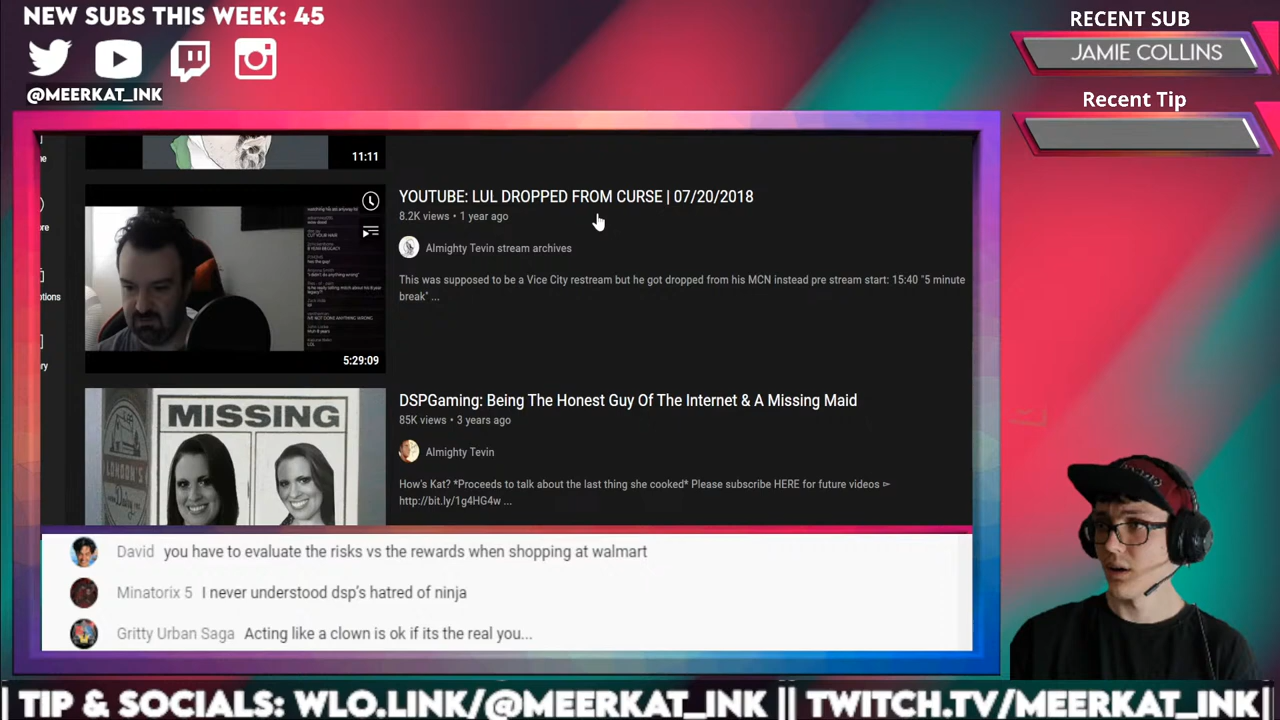 NEW SUBS THIS WEEK: 45
@MEERKAT_INK
RECENT SUB
JAMIE COLLINS
Recent Tip
11:11
YOUTUBE: LUL DROPPED FROM CURSE | 07/20/2018
8.2K views • 1 year ago
Almighty Tevin stream archives
This was supposed to be a Vice City restream but he got dropped from his MCN instead pre stream start: 15:40 "5 minute
break" ...
5:29:09
MISSING
DSPGaming: Being The Honest Guy Of The Internet & A Missing Maid
85K views • 3 years ago
Almighty Tevin
How's Kat? *Proceeds to talk about the last thing she cooked* Please subscribe HERE for future videos ►
http://bit.ly/1g4HG4w ...
David you have to evaluate the risks vs the rewards when shopping at walmart
Minatorix 5 I never understood dsp's hatred of ninja
Gritty Urban Saga Acting like a clown is ok if its the real you...
| TIP & SOCIALS: WLO.LINK/@MEERKAT_INK || TWITCH.TV/MEERKAT_INK |